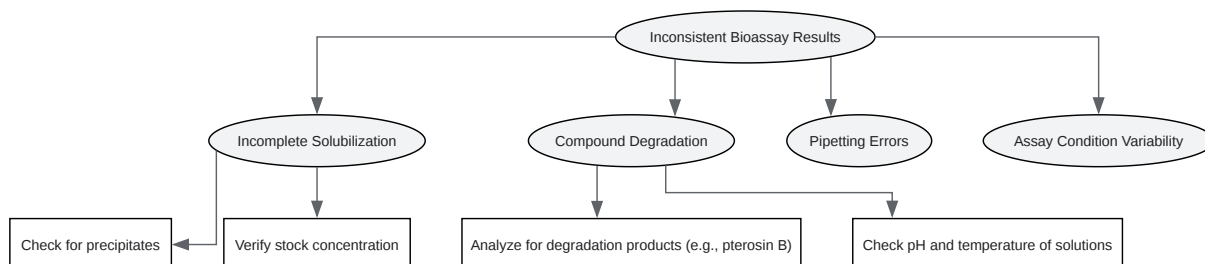 Inconsistent Bioassay Results
Incomplete Solubilization
Compound Degradation
Pipetting Errors
Assay Condition Variability
Check for precipitates
Verify stock concentration
Analyze for degradation products (e.g., pterosin B)
Check pH and temperature of solutions